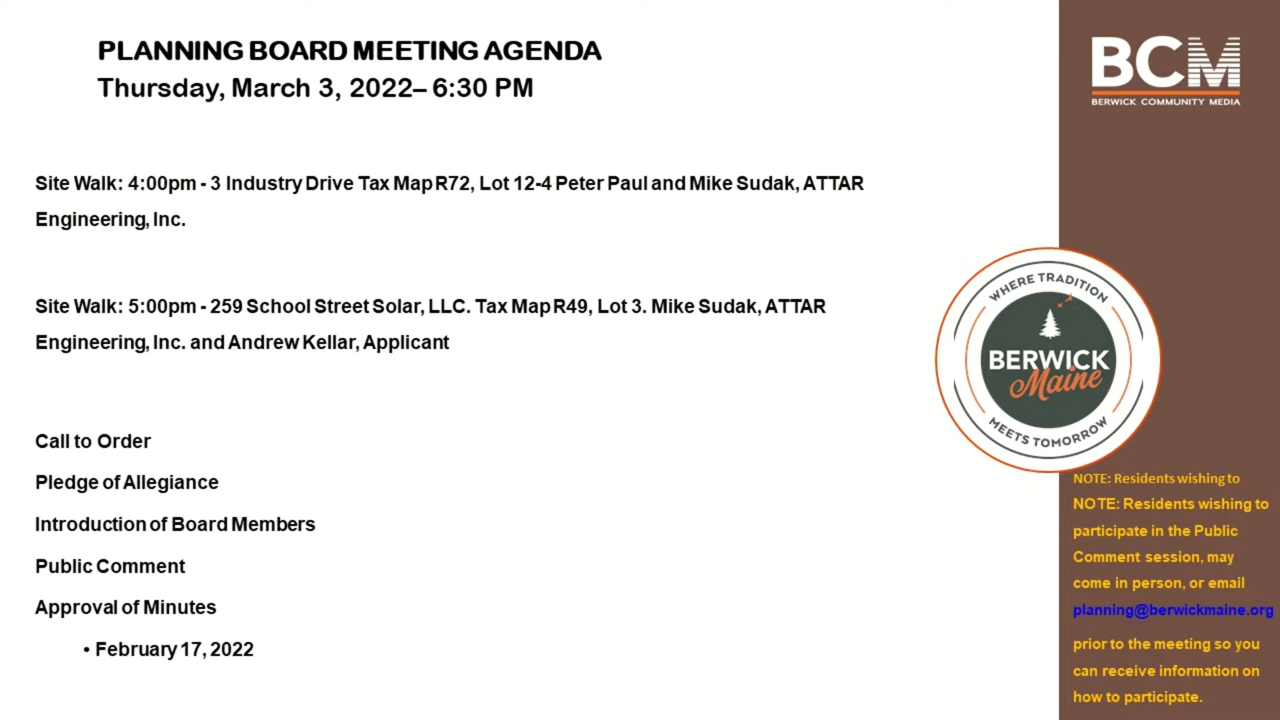 PLANNING BOARD MEETING AGENDA
Thursday, March 3, 2022– 6:30 PM
Site Walk: 4:00pm - 3 Industry Drive Tax Map R72, Lot 12-4 Peter Paul and Mike Sudak, ATTAR
Engineering, Inc.
Site Walk: 5:00pm - 259 School Street Solar, LLC. Tax Map R49, Lot 3. Mike Sudak, ATTAR
Engineering, Inc. and Andrew Kellar, Applicant
Call to Order
Pledge of Allegiance
Introduction of Board Members
Public Comment
Approval of Minutes
• February 17, 2022
BCM
BERWICK COMMUNITY MEDIA
WHERE TRADITION
BERWICK
Maine
MEETS TOMORROW
NOTE: Residents wishing to
NOTE: Residents wishing to
participate in the Public
Comment session, may
come in person, or email
planning@berwickmaine.org
prior to the meeting so you
can receive information on
how to participate.